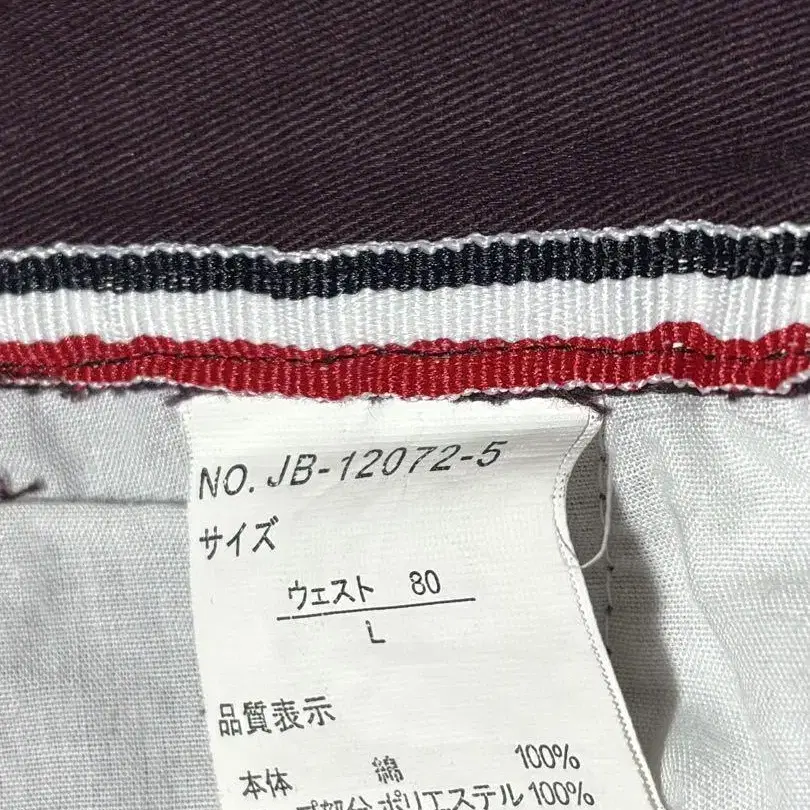 NO. JB-12072-5
サイズ
ウェスト 80
L
品質表示
本体 綿 100%
プ部分 ポリエステル 100%